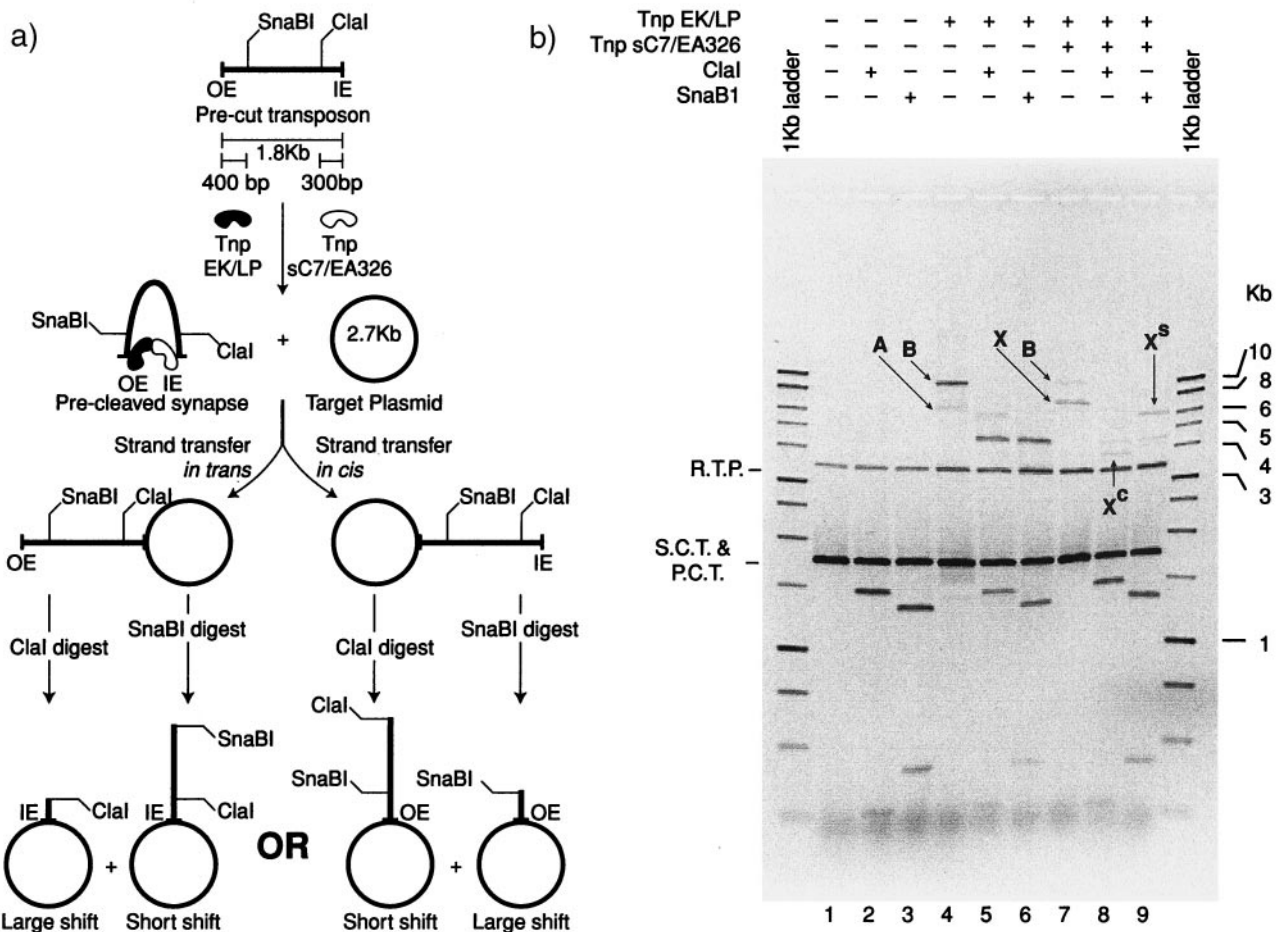 a)
SnaBI
ClaI
OE
IE
Pre-cut transposon
1.8Kb
400 bp
300bp
Tnp
EK/LP
Tnp
sC7/EA326
SnaBI
ClaI
OE
IE
Pre-cleaved synapse
+
2.7Kb
Target Plasmid
Strand transfer
in trans
Strand transfer
in cis
SnaBI
ClaI
OE
SnaBI
ClaI
IE
ClaI digest
SnaBI digest
ClaI digest
SnaBI digest
IE
ClaI
Large shift
+
SnaBI
IE
ClaI
Short shift
OR
ClaI
SnaBI
OE
Short shift
+
SnaBI
OE
Large shift
b)
Tnp EK/LP – – – + + + + + +
Tnp sC7/EA326 – – – – – – + + +
ClaI – + – – + – – + –
SnaB1 – – + – – + – – +
1Kb ladder
1Kb ladder
Kb
A
B
X
B
Xs
Xc
10
8
6
5
4
3
1
R.T.P. –
S.C.T. &
P.C.T. –
1 2 3 4 5 6 7 8 9